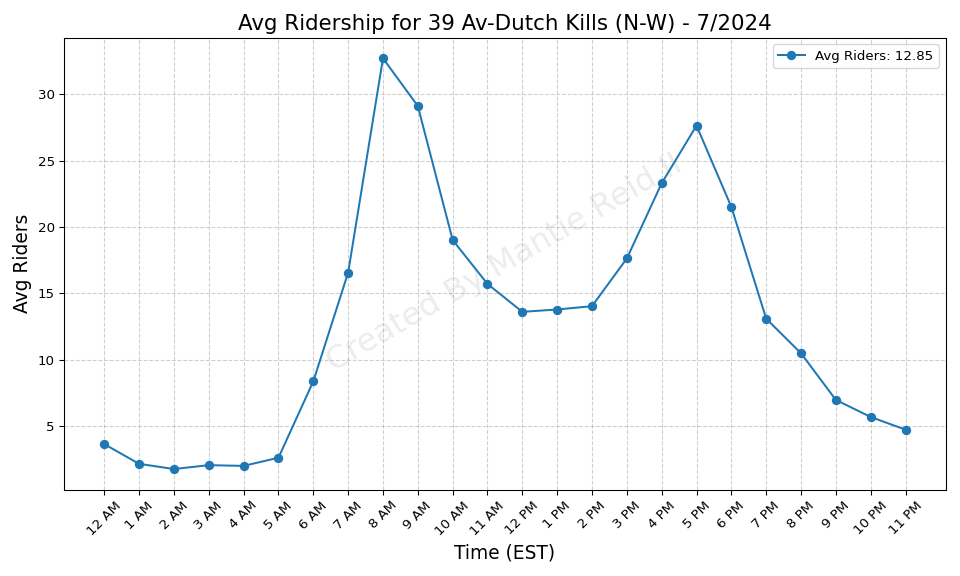 Avg Ridership for 39 Av-Dutch Kills (N-W) - 7/2024
Avg Riders: 12.85
Avg Riders
30
25
20
15
10
5
Created By Mantle Reid II
12 AM
1 AM
2 AM
3 AM
4 AM
5 AM
6 AM
7 AM
8 AM
9 AM
10 AM
11 AM
12 PM
1 PM
2 PM
3 PM
4 PM
5 PM
6 PM
7 PM
8 PM
9 PM
10 PM
11 PM
Time (EST)